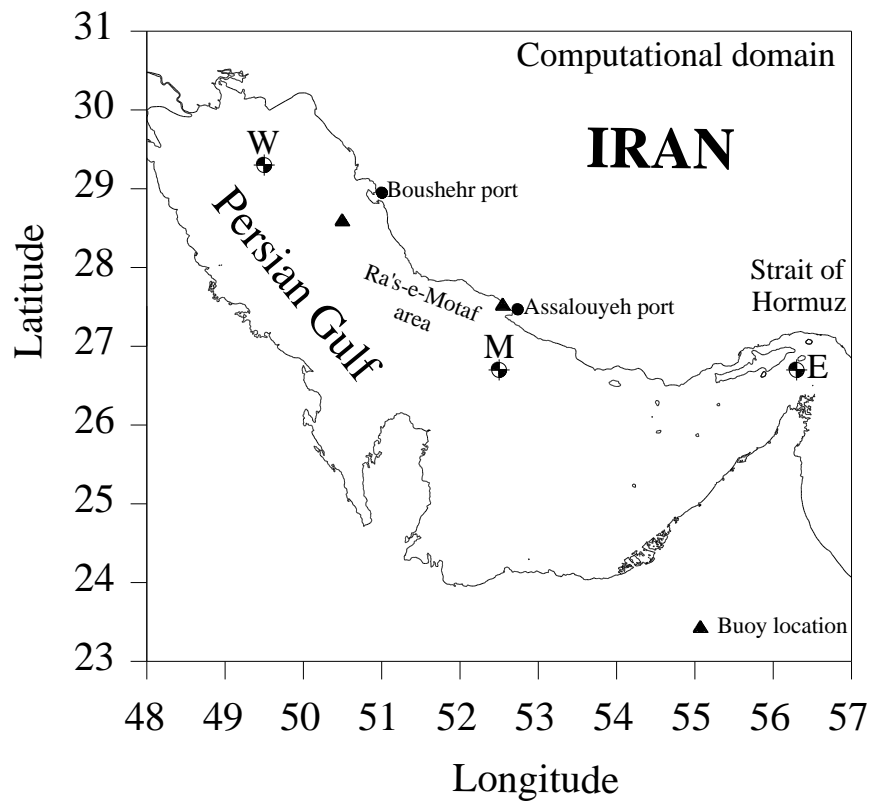 Computational domain
IRAN
W
Boushehr port
Persian Gulf
Ra's-e-Motaf
area
Assalouyeh port
Strait of
Hormuz
M
E
Buoy location
Latitude
31
30
29
28
27
26
25
24
23
48 49 50 51 52 53 54 55 56 57
Longitude